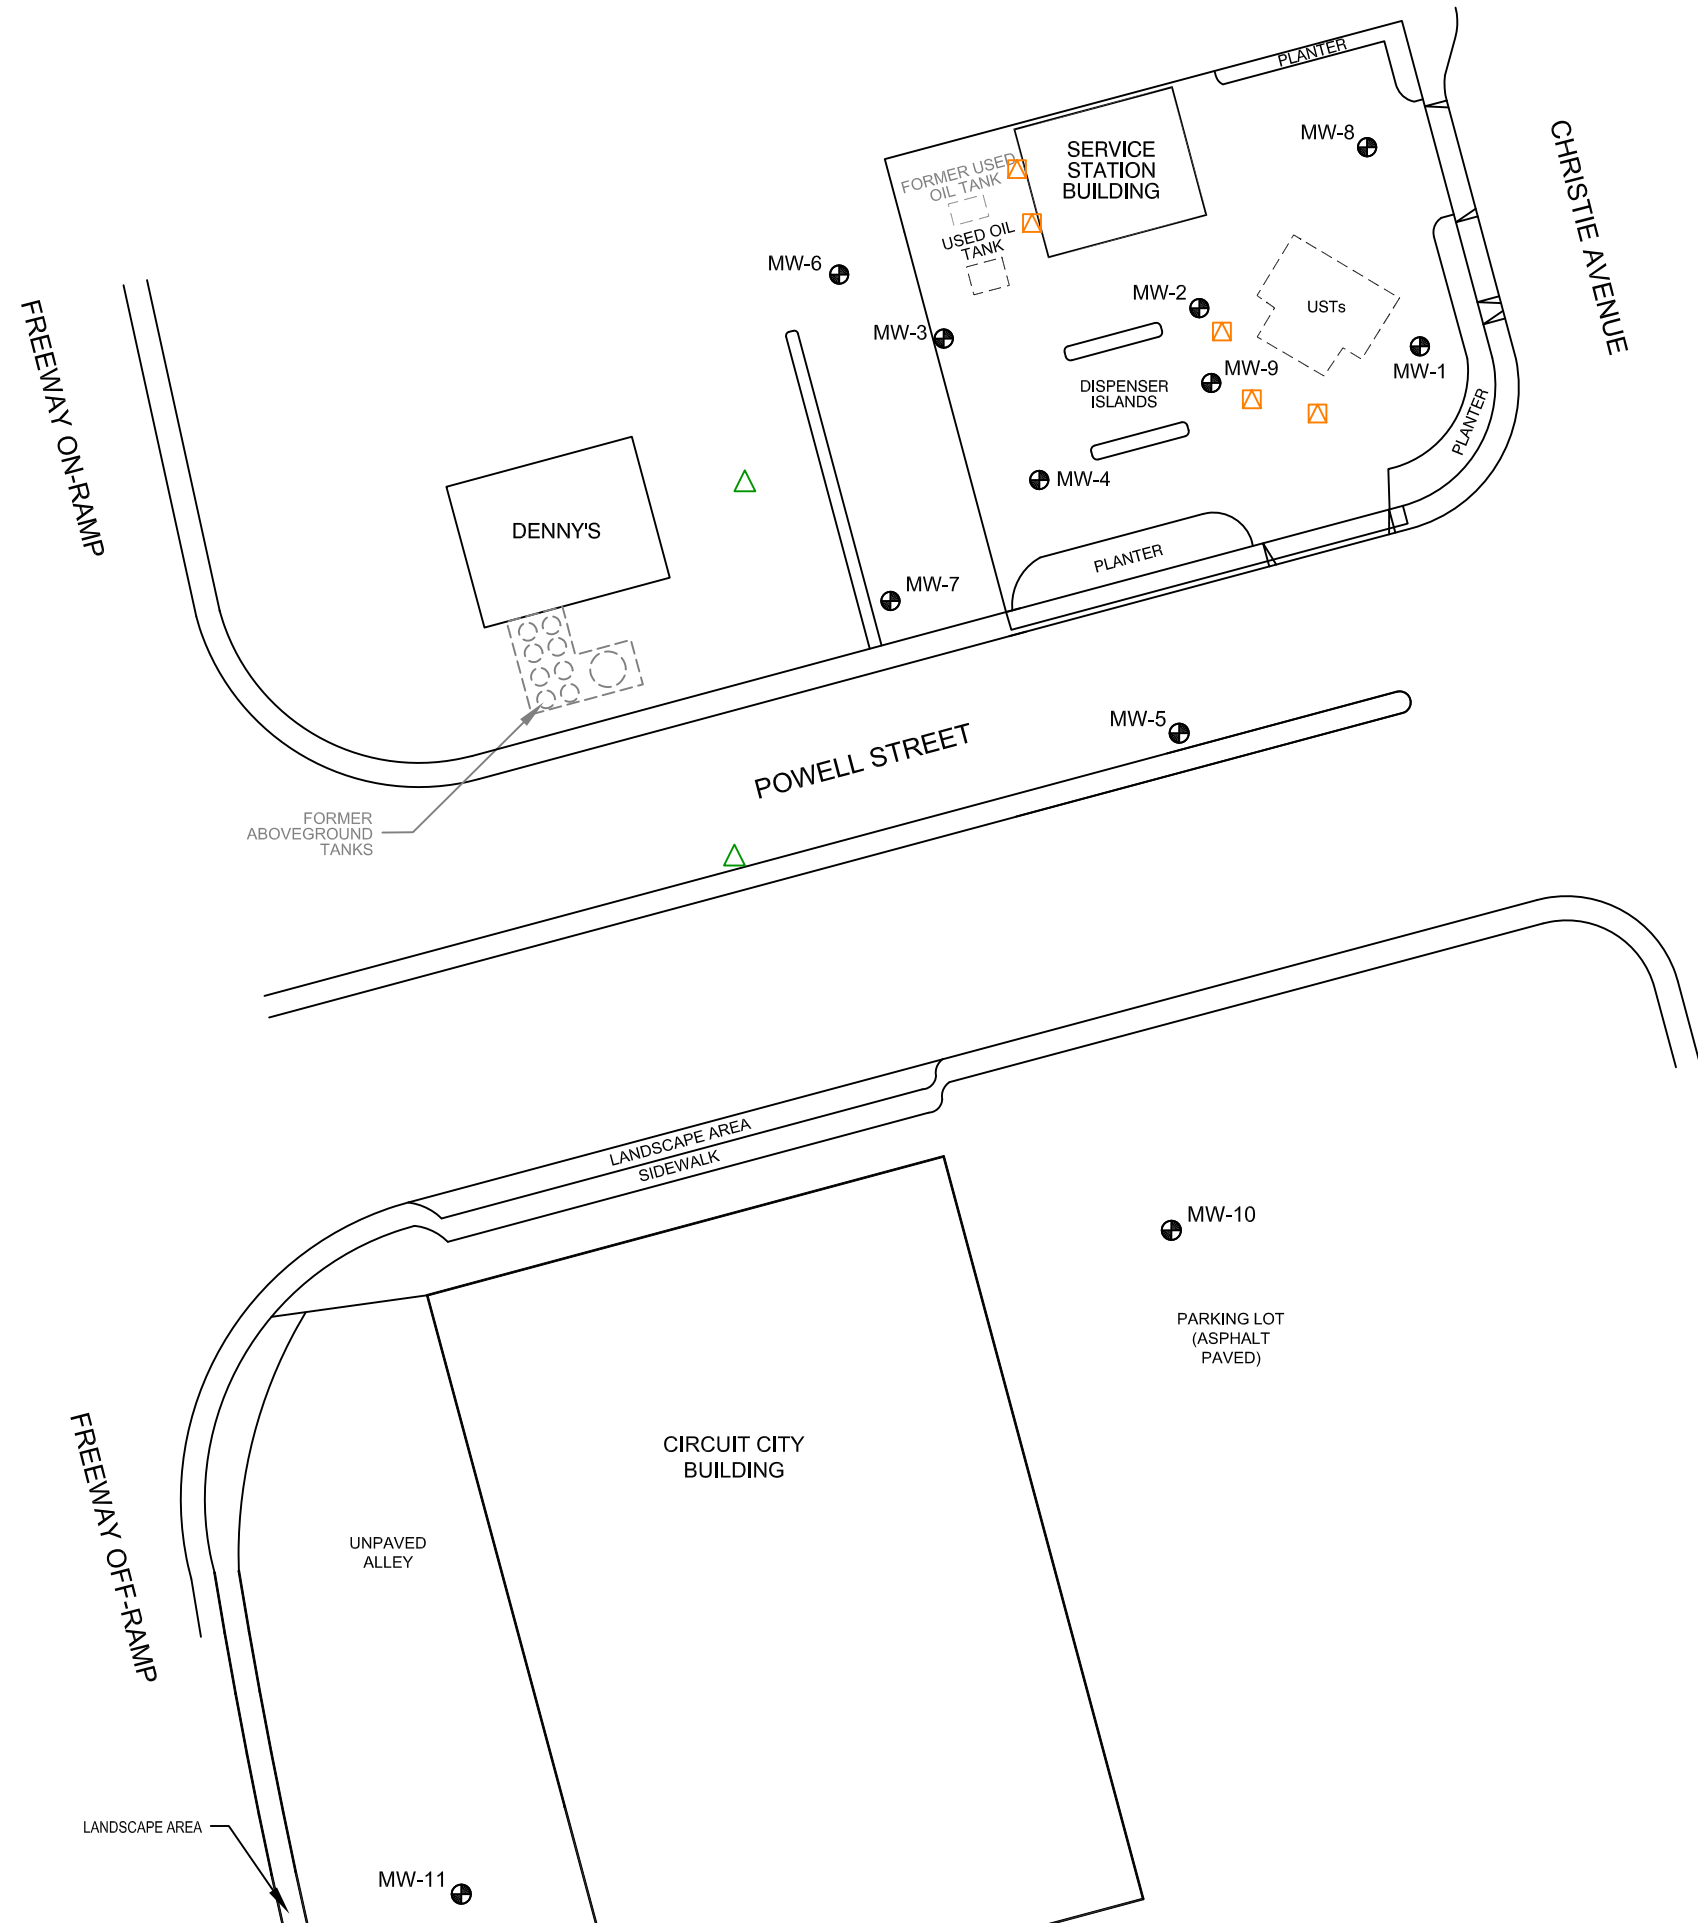 PLANTER
CHRISTIE AVENUE
MW-8
SERVICE
STATION
BUILDING
FORMER USED
OIL TANK
USED OIL
TANK
MW-6
MW-2
USTs
MW-3
MW-1
MW-9
DISPENSER
ISLANDS
PLANTER
MW-4
FREEWAY ON-RAMP
DENNY'S
PLANTER
MW-7
MW-5
POWELL STREET
FORMER
ABOVEGROUND
TANKS
LANDSCAPE AREA
SIDEWALK
MW-10
PARKING LOT
(ASPHALT
PAVED)
CIRCUIT CITY
BUILDING
FREEWAY OFF-RAMP
UNPAVED
ALLEY
LANDSCAPE AREA
MW-11